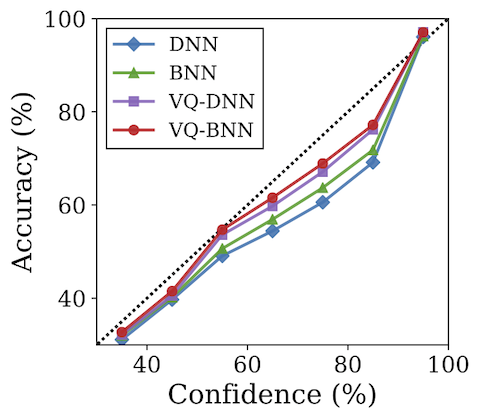 100
80
60
40
Accuracy (%)
DNN
BNN
VQ-DNN
VQ-BNN
40 60 80 100
Confidence (%)